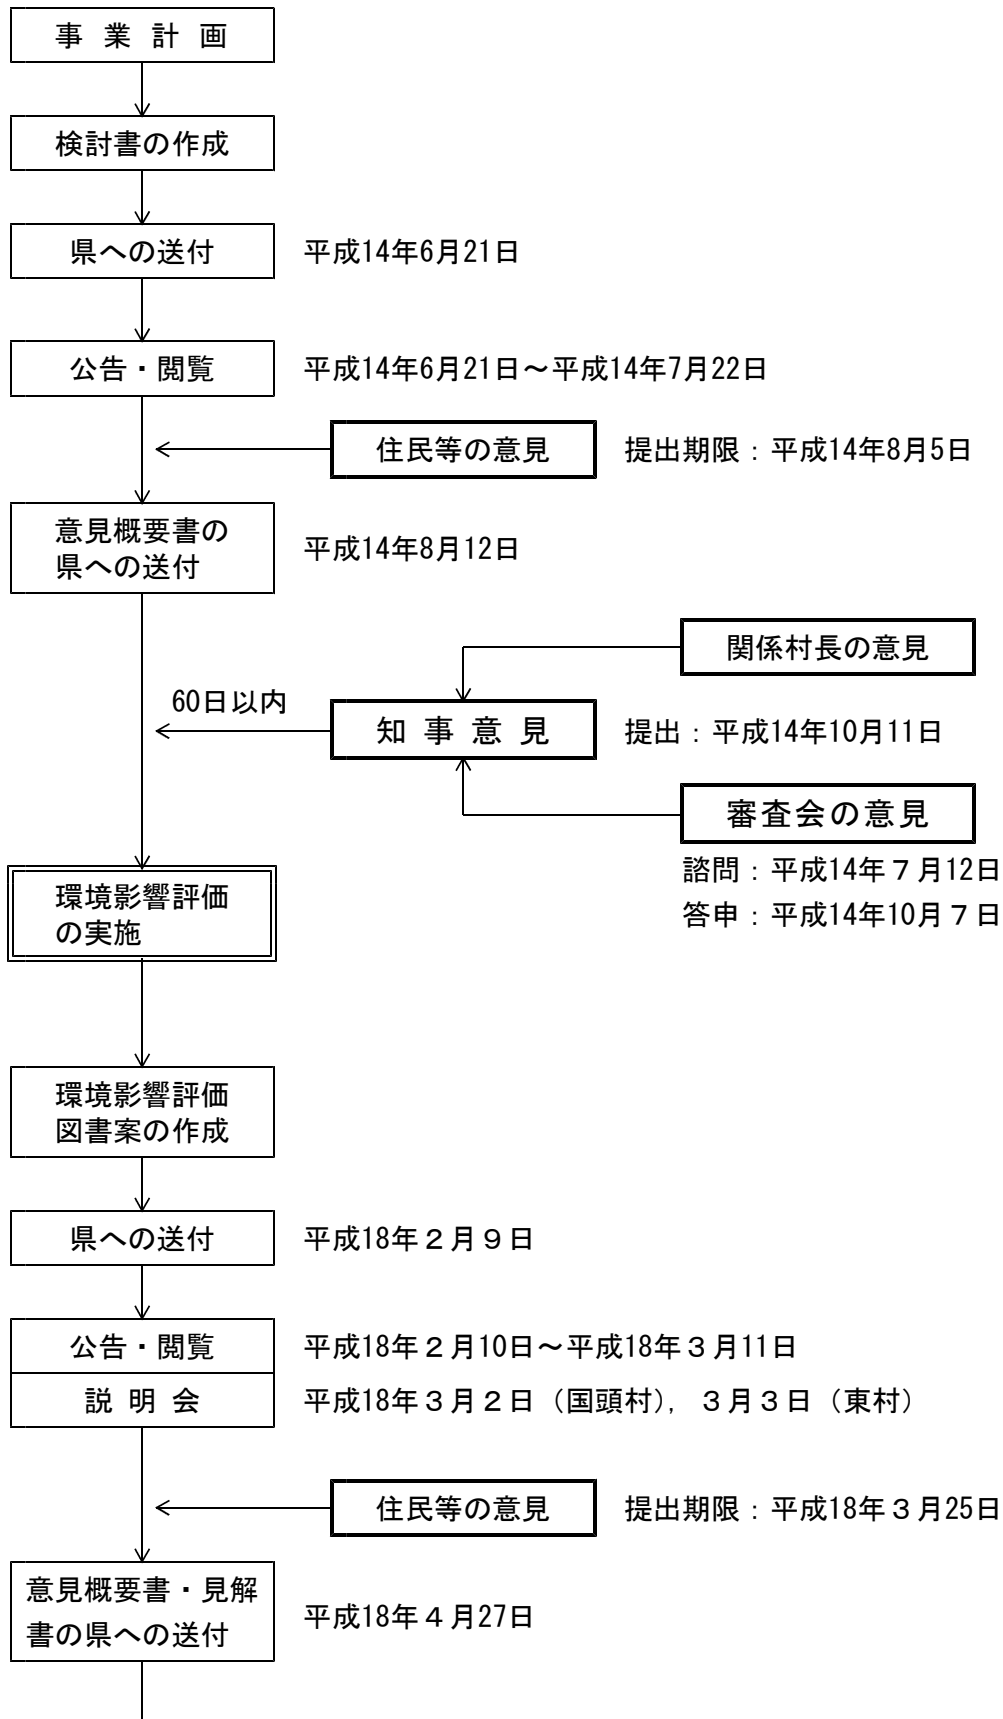 事 業 計 画
検討書の作成
県への送付 平成14年6月21日
公告・閲覧 平成14年6月21日～平成14年7月22日
住民等の意見 提出期限：平成14年8月5日
意見概要書の
県への送付
平成14年8月12日
関係村長の意見
60日以内
知 事 意 見 提出：平成14年10月11日
審査会の意見
諮問：平成14年７月12日
答申：平成14年10月７日
環境影響評価
の実施
環境影響評価
図書案の作成
県への送付 平成18年２月９日
公告・閲覧 平成18年２月10日～平成18年３月11日
説 明 会 平成18年３月２日（国頭村），３月３日（東村）
住民等の意見 提出期限：平成18年３月25日
意見概要書・見解
書の県への送付
平成18年４月27日